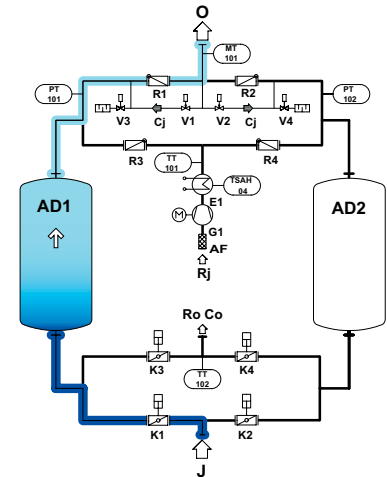 O
MT
101
R1
R2
PT
101
PT
102
V3
Cj
V1
V2
Cj
V4
R3
TT
101
R4
E1
TSAH
04
M
G1
AF
Rj
AD1
AD2
Ro Co
K3
TT
102
K4
K1
K2
J